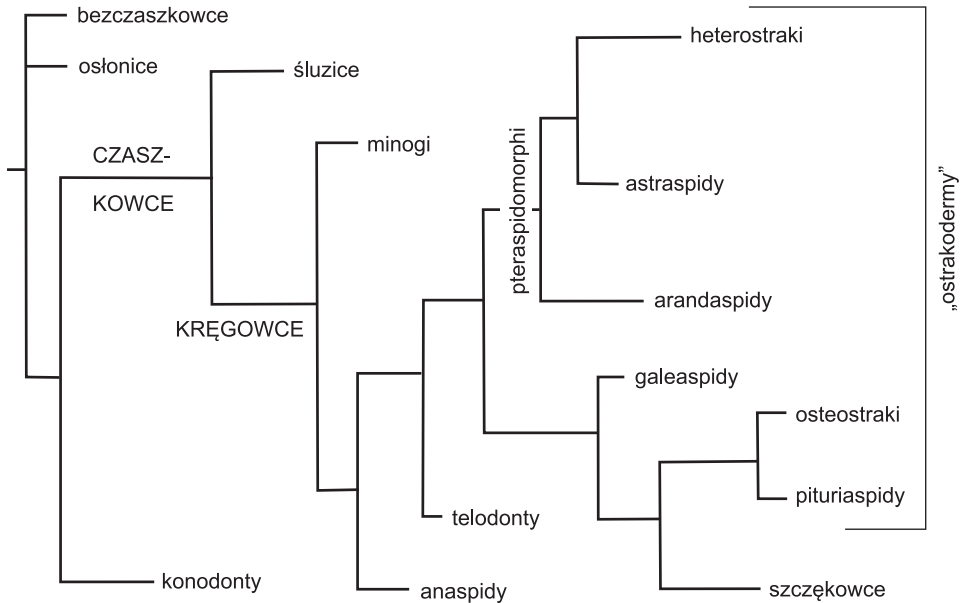 bezczaszkowce
heterostraki
osłonice
śluzice
minogi
CZASZ-
KOWCE
pteraspidomorphi
astraspidy
„ostrakodermy”
arandaspidy
KRĘGOWCE
galeaspidy
osteostraki
pituriaspidy
telodonty
konodonty
anaspidy
szczękowce